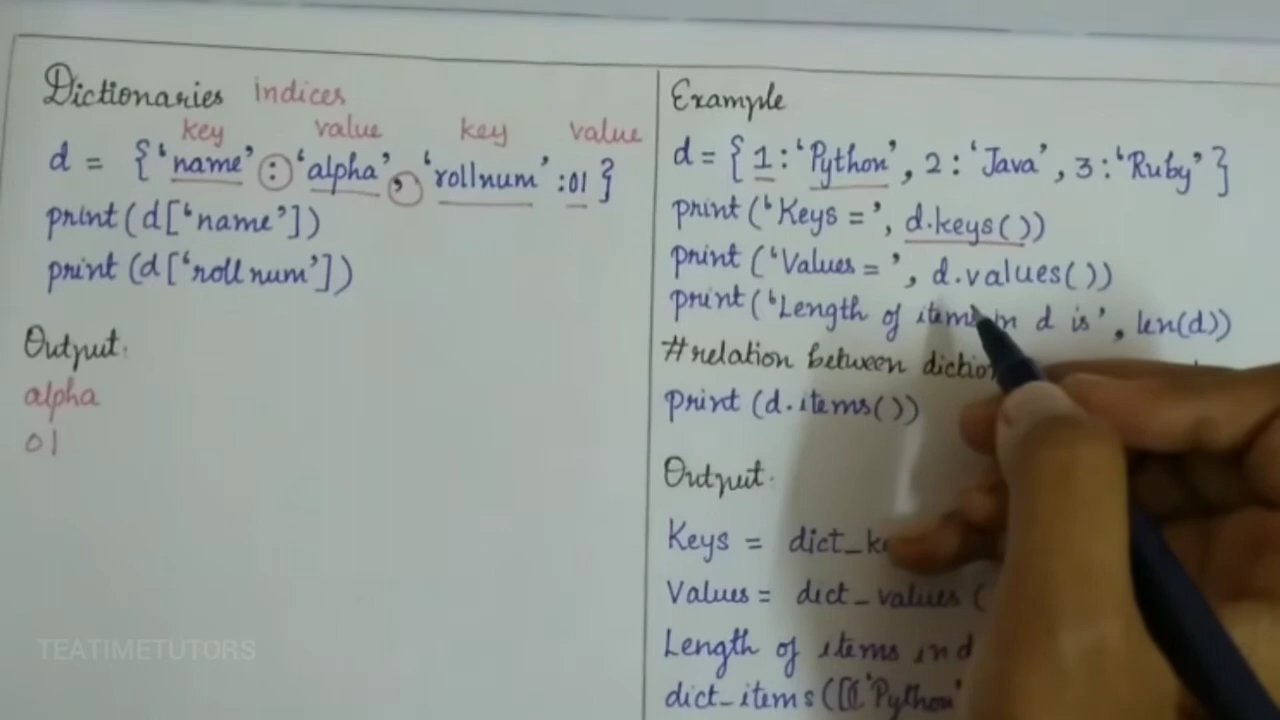 Dictionaries indices
key value key value
d = {'name' : 'alpha', 'rollnum' :01}
print(d['name'])
print (d['rollnum'])
Output:
alpha
01
TEATIMETUTORS
Example
d = { 1 : 'Python', 2 : 'Java', 3 : 'Ruby' }
print ('Keys =', d.keys())
print ('Values = ', d.values())
print ('Length of items in d is', len(d))
#relation between
print (d.items())
Output:
Keys =
Values = dict_values (
Length of items in d
dict_items ([( 'Python'